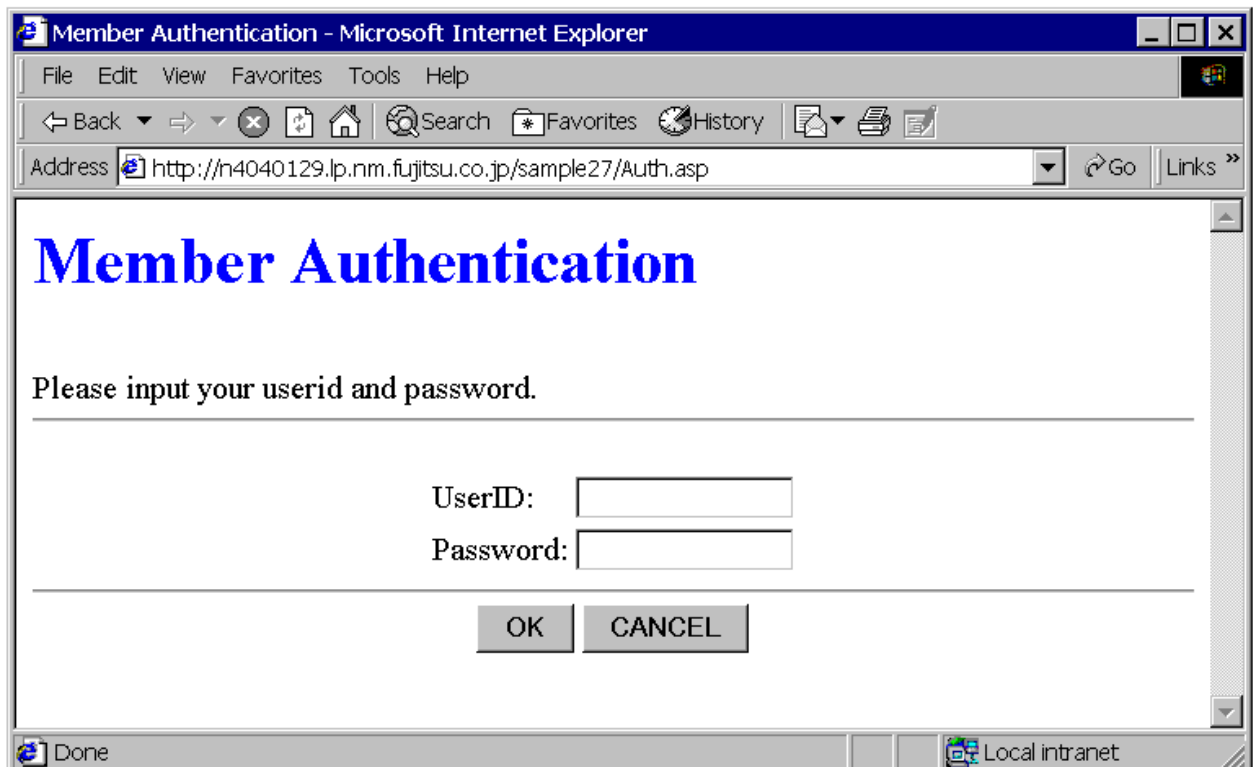 Member Authentication - Microsoft Internet Explorer
File Edit View Favorites Tools Help
Back Search Favorites History
Address http://n4040129.lp.nm.fujitsu.co.jp/sample27/Auth.asp Go Links »
Member Authentication
Please input your userid and password.
UserID:
Password:
OK CANCEL
Done Local intranet